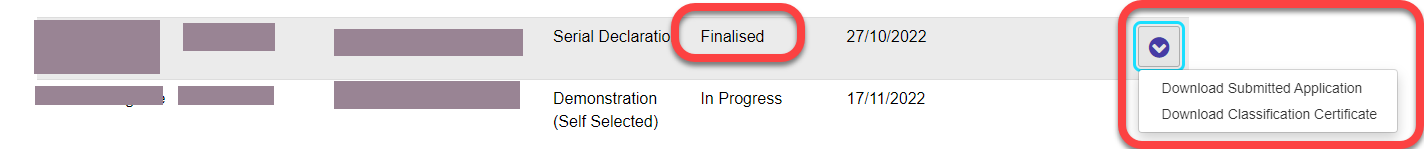 Serial Declaratio Finalised 27/10/2022
Download Submitted Application
Demonstration In Progress 17/11/2022
(Self Selected)
Download Classification Certificate